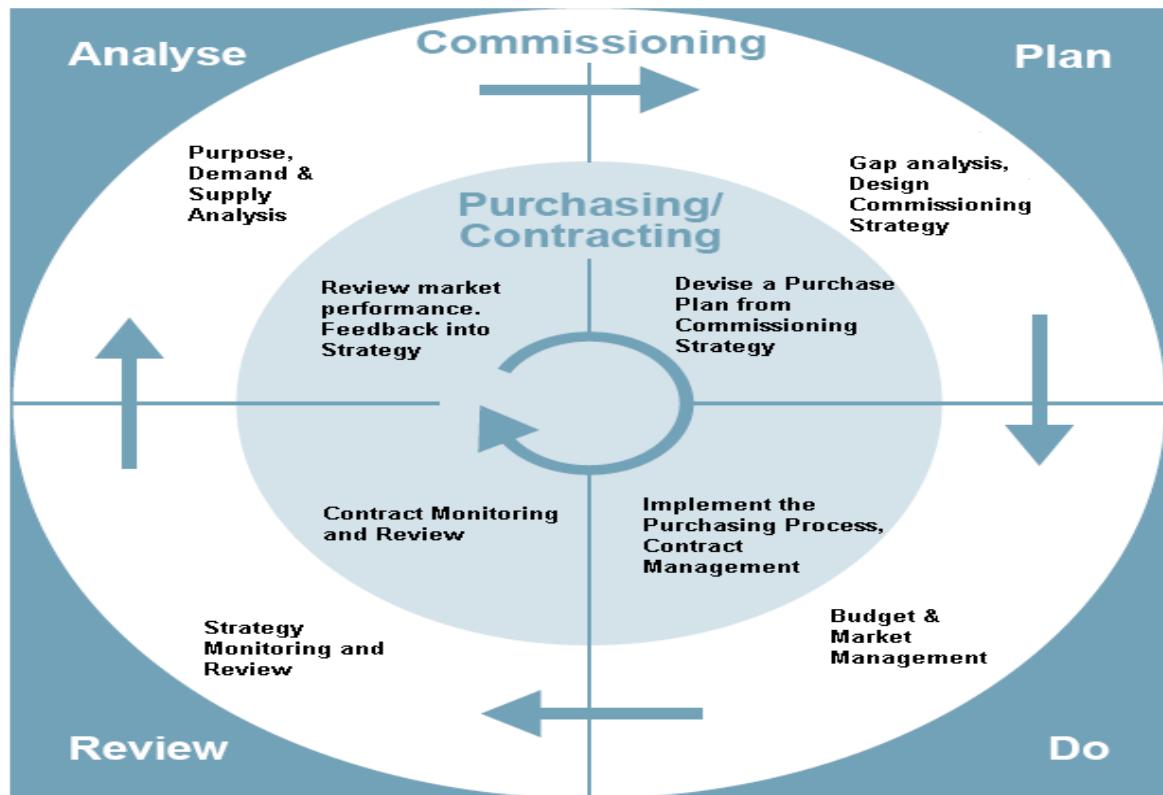 Analyse
Commissioning
Plan
Purpose,
Demand &
Supply
Analysis
Gap analysis,
Design
Commissioning
Strategy
Purchasing/
Contracting
Review market
performance.
Feedback into
Strategy
Devise a Purchase
Plan from
Commissioning
Strategy
Contract Monitoring
and Review
Implement the
Purchasing Process,
Contract
Management
Strategy
Monitoring and
Review
Budget &
Market
Management
Review
Do